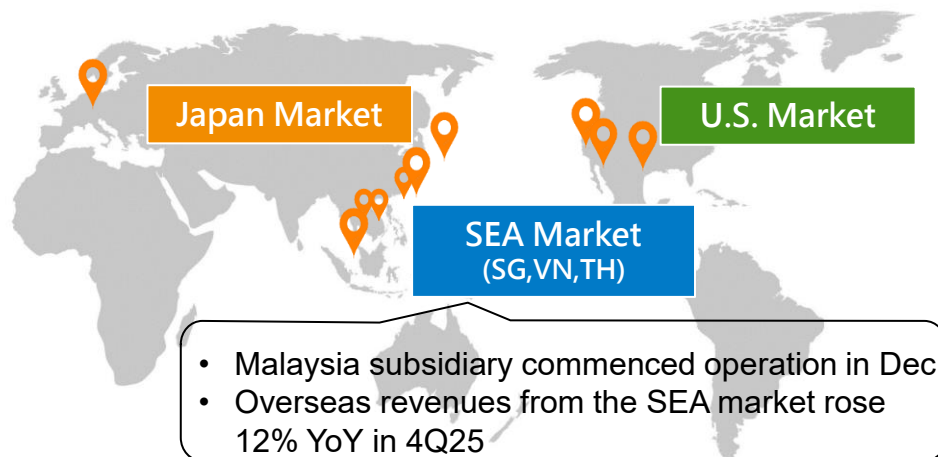 Japan Market
U.S. Market
SEA Market
(SG,VN,TH)
• Malaysia subsidiary commenced operation in Dec
• Overseas revenues from the SEA market rose
12% YoY in 4Q25